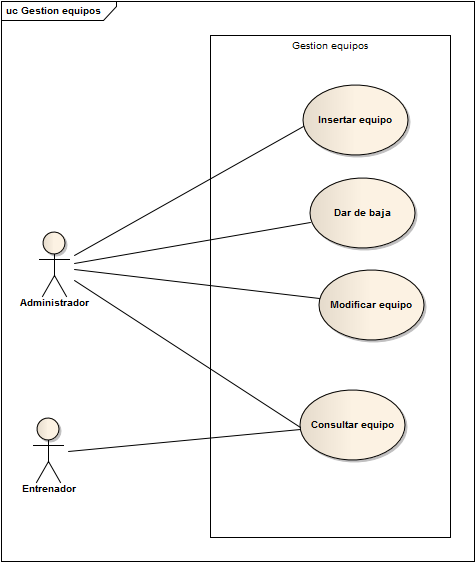 uc Gestion equipos
Gestion equipos
Insertar equipo
Dar de baja
Administrador
Modificar equipo
Consultar equipo
Entrenador